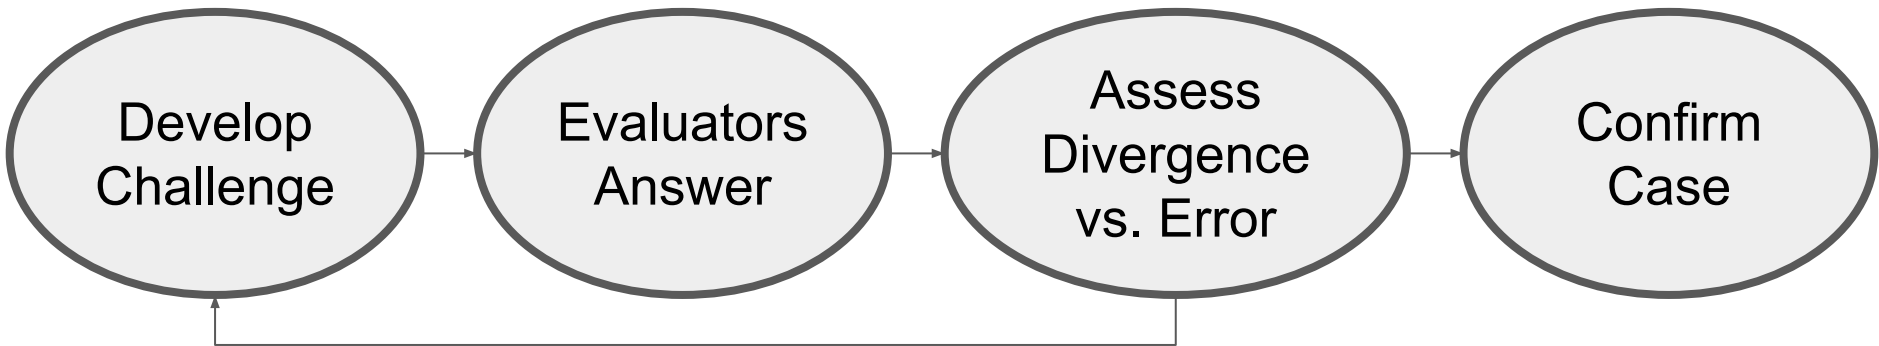 Develop
Challenge
Evaluators
Answer
Assess
Divergence
vs. Error
Confirm
Case